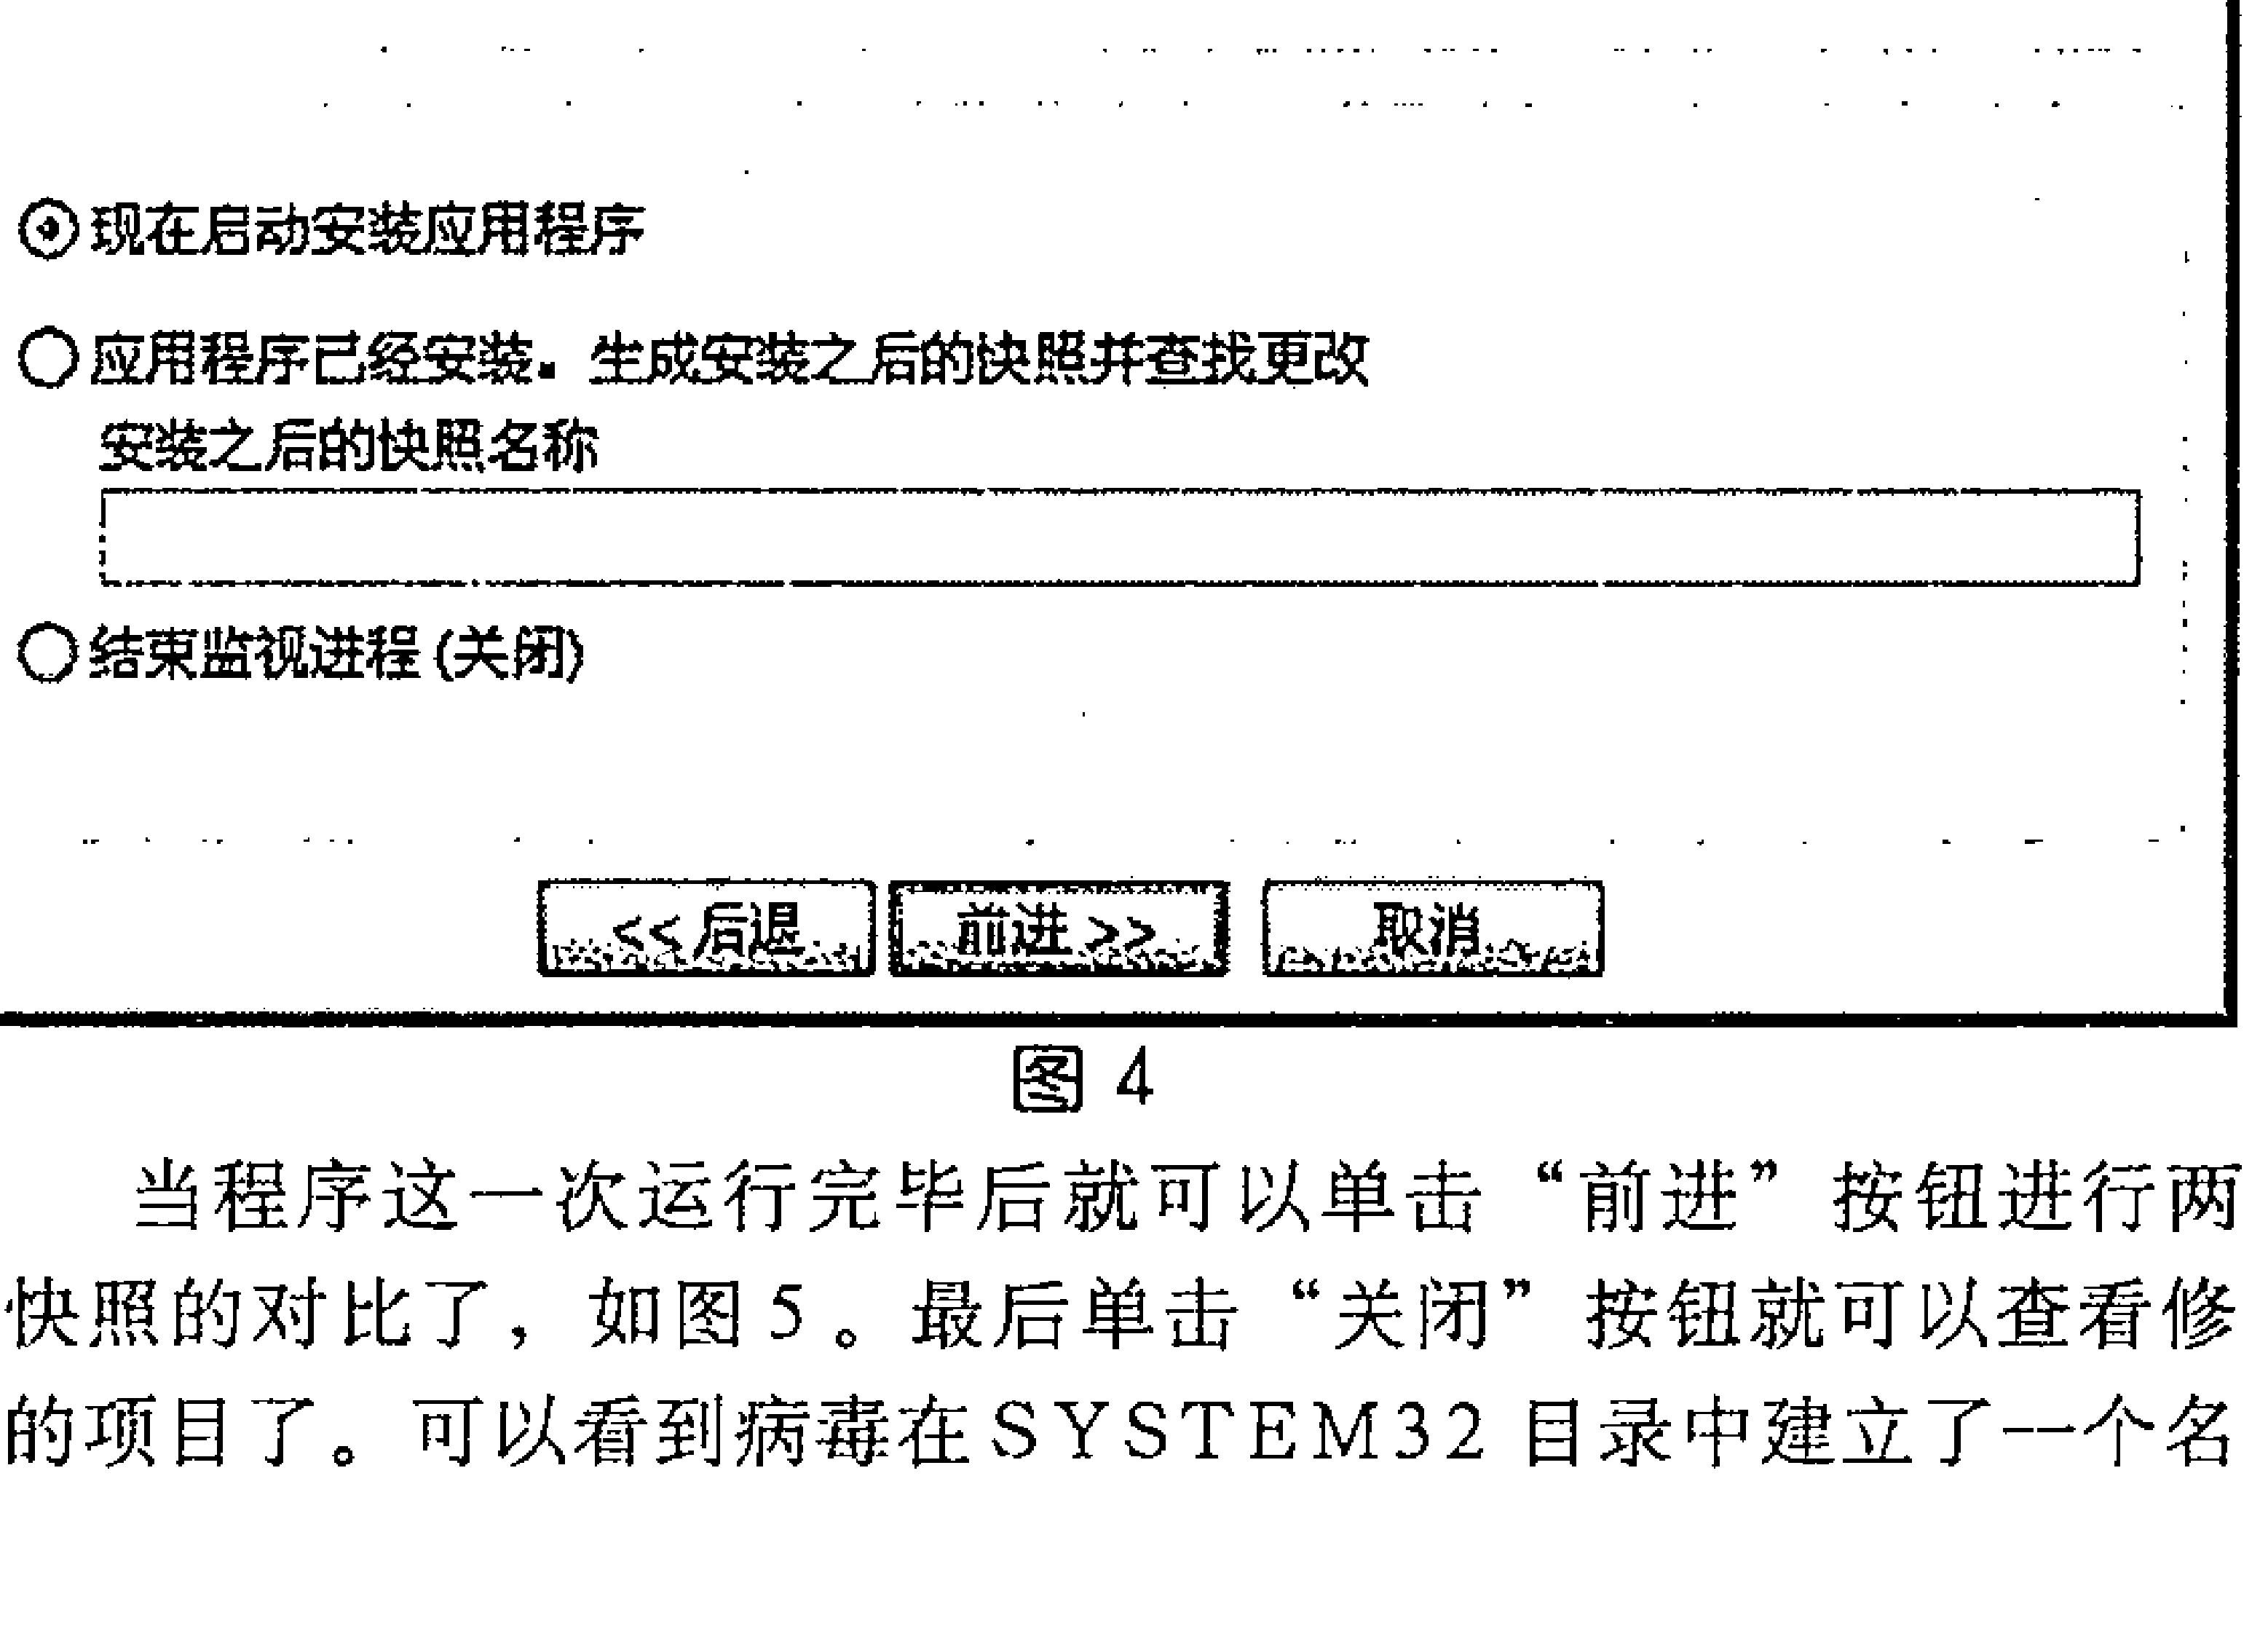 现在启动安装应用程序
应用程序已经安装。生成安装之后的快照并查找更改
安装之后的快照名称
结束监视进程(关闭)
<<后退 前进>> 取消
图 4
当程序这一次运行完毕后就可以单击“前进”按钮进行两
快照的对比了，如图5。最后单击“关闭”按钮就可以查看修
的项目了。可以看到病毒在SYSTEM32目录中建立了一个名